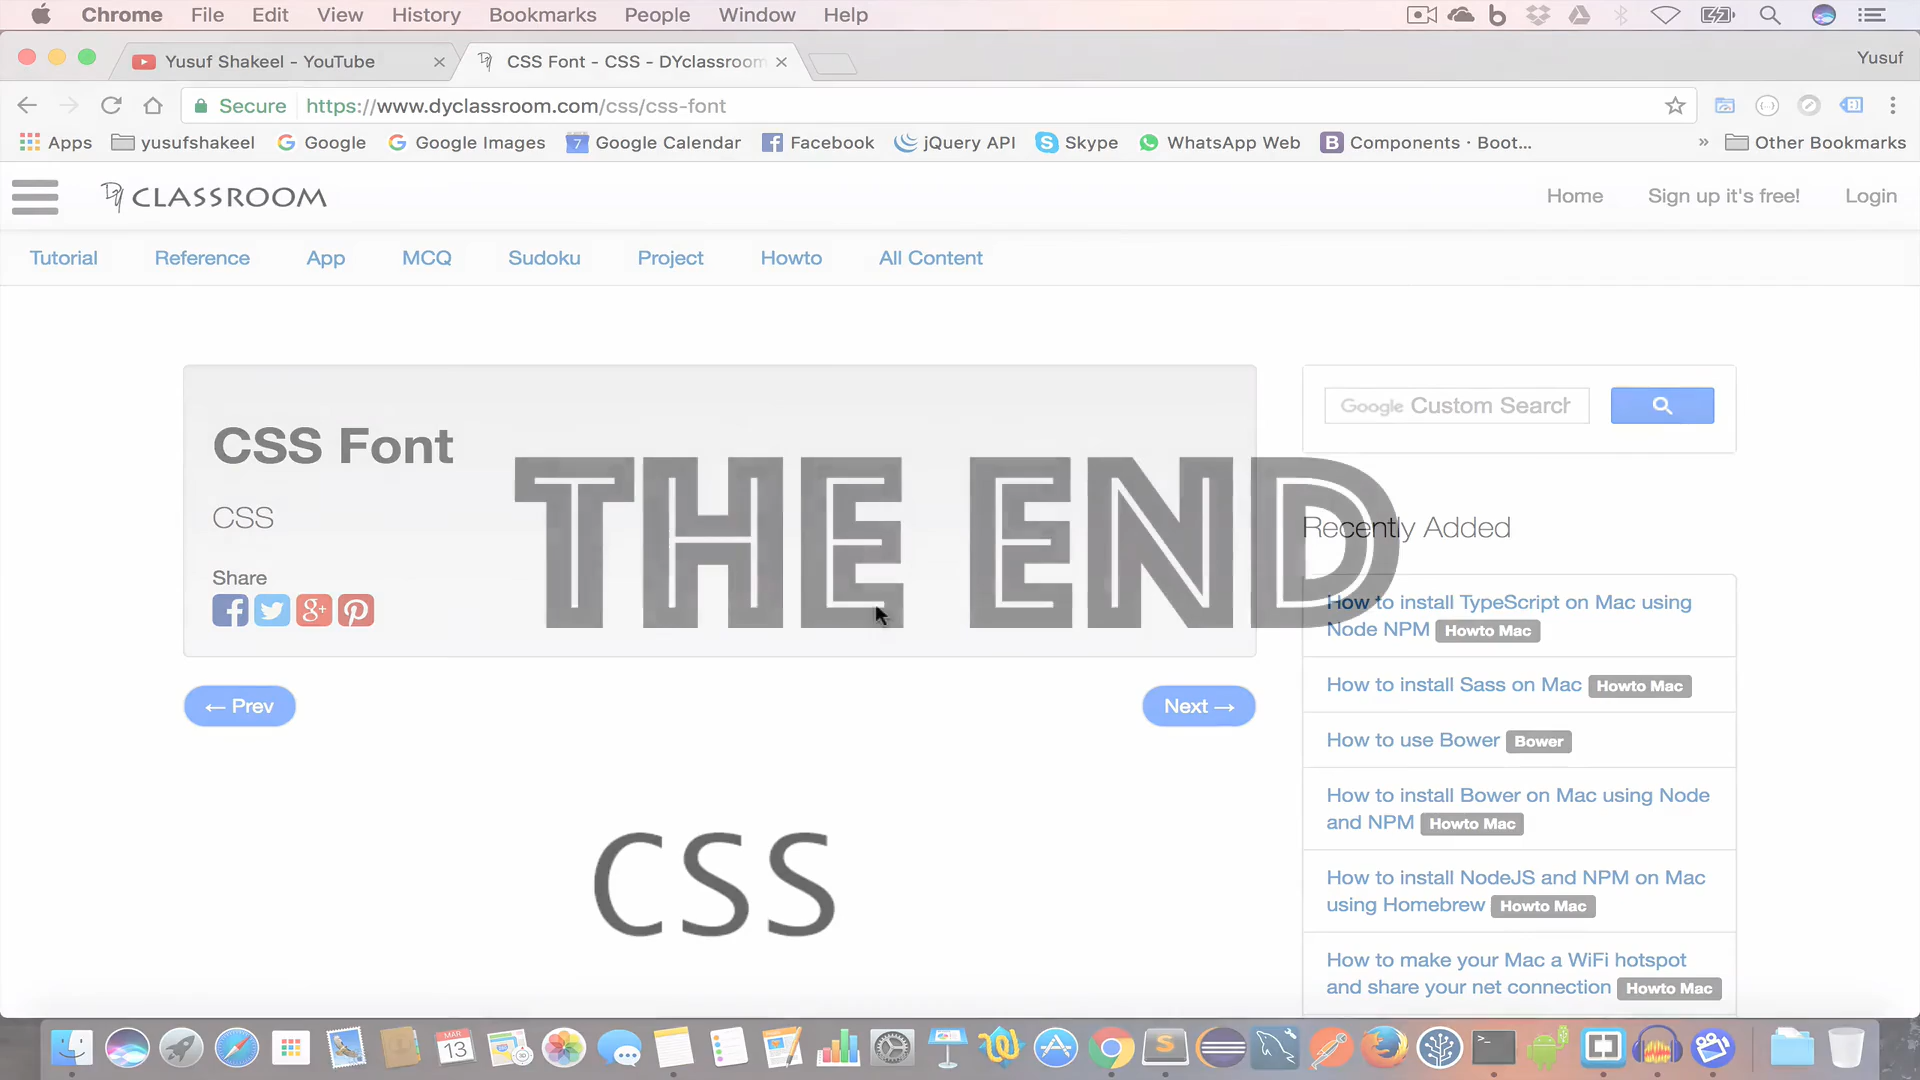 Chrome File Edit View History Bookmarks People Window Help
Yusuf Shakeel - YouTube
CSS Font - CSS - DYclassroom
Yusuf
Secure https://www.dyclassroom.com/css/css-font
Apps yusufshakeel Google Google Images Google Calendar Facebook jQuery API Skype WhatsApp Web Components · Boot... » Other Bookmarks
DY CLASSROOM
Home Sign up it's free! Login
Tutorial Reference App MCQ Sudoku Project Howto All Content
CSS Font
CSS
Share
← Prev
Next →
THE END
CSS
Google Custom Search
Recently Added
How to install TypeScript on Mac using
Node NPM Howto Mac
How to install Sass on Mac Howto Mac
How to use Bower Bower
How to install Bower on Mac using Node
and NPM Howto Mac
How to install NodeJS and NPM on Mac
using Homebrew Howto Mac
How to make your Mac a WiFi hotspot
and share your net connection Howto Mac
MAR
13